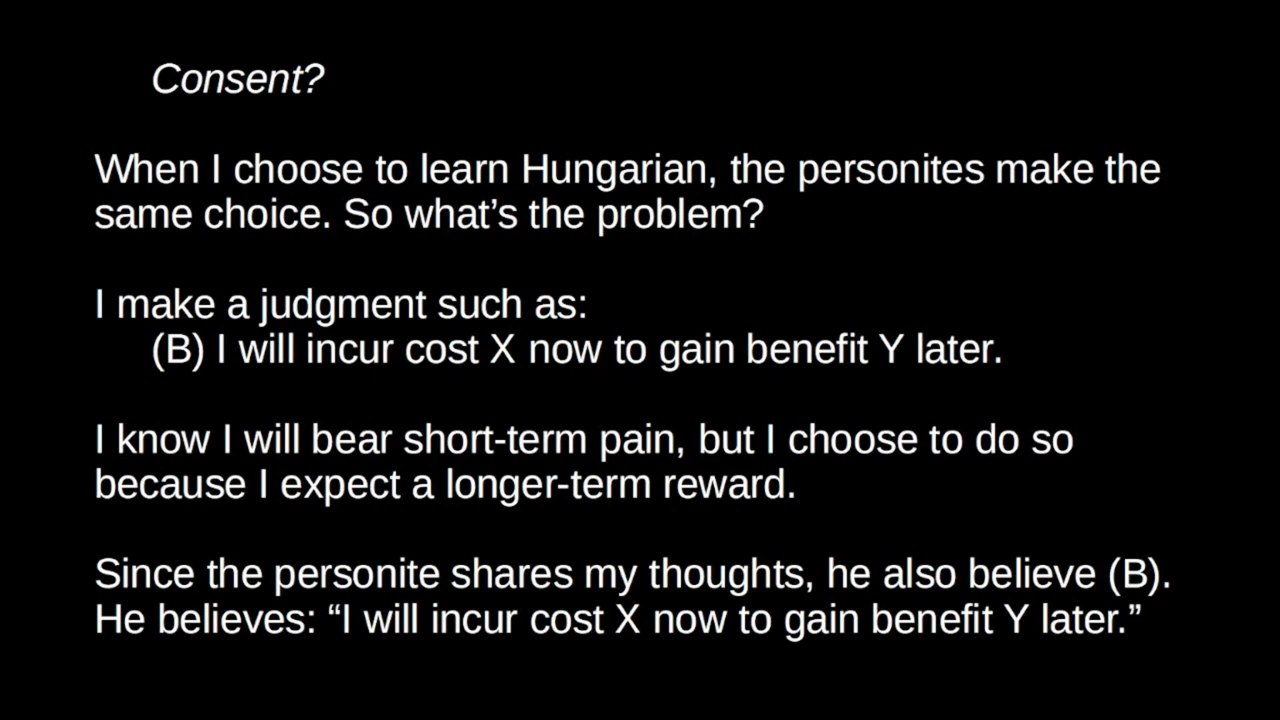 Consent?
When I choose to learn Hungarian, the personites make the
same choice. So what’s the problem?
I make a judgment such as:
(B) I will incur cost X now to gain benefit Y later.
I know I will bear short-term pain, but I choose to do so
because I expect a longer-term reward.
Since the personite shares my thoughts, he also believe (B).
He believes: “I will incur cost X now to gain benefit Y later.”